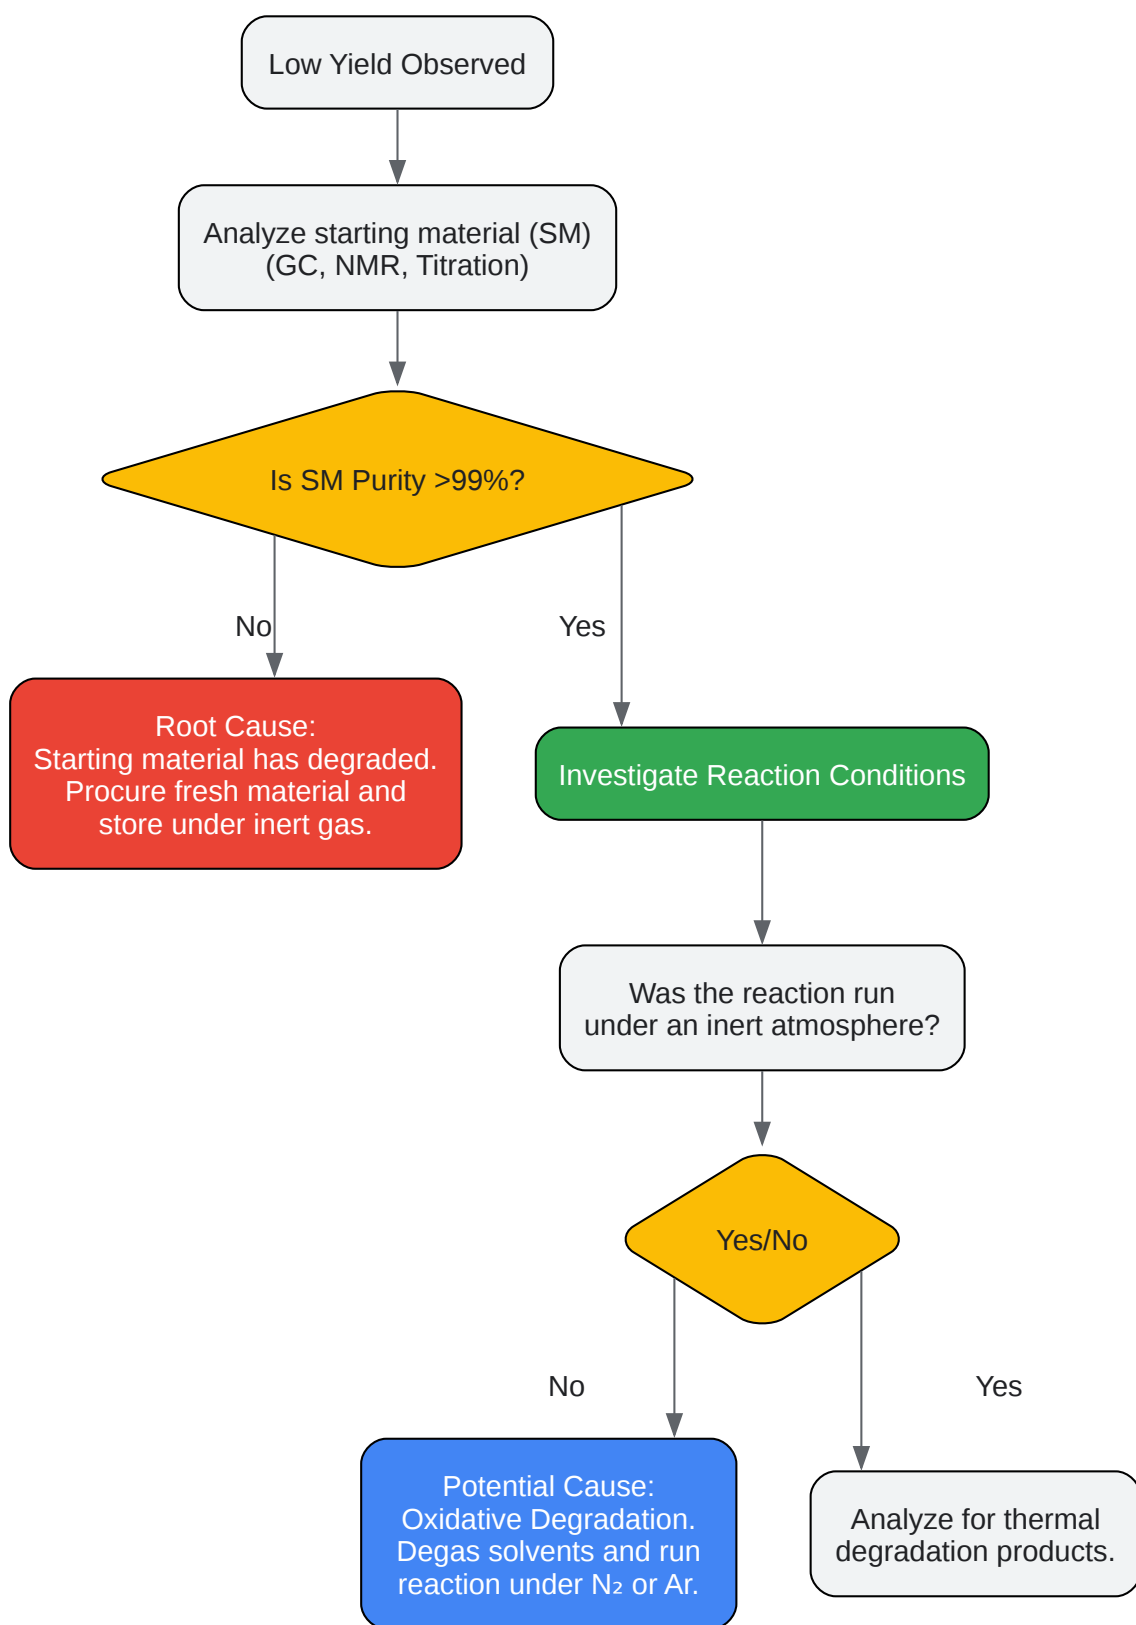 Low Yield Observed
Analyze starting material (SM)
(GC, NMR, Titration)
Is SM Purity >99%?
No
Yes
Root Cause:
Starting material has degraded.
Procure fresh material and
store under inert gas.
Investigate Reaction Conditions
Was the reaction run
under an inert atmosphere?
Yes/No
No
Yes
Potential Cause:
Oxidative Degradation.
Degas solvents and run
reaction under N₂ or Ar.
Analyze for thermal
degradation products.